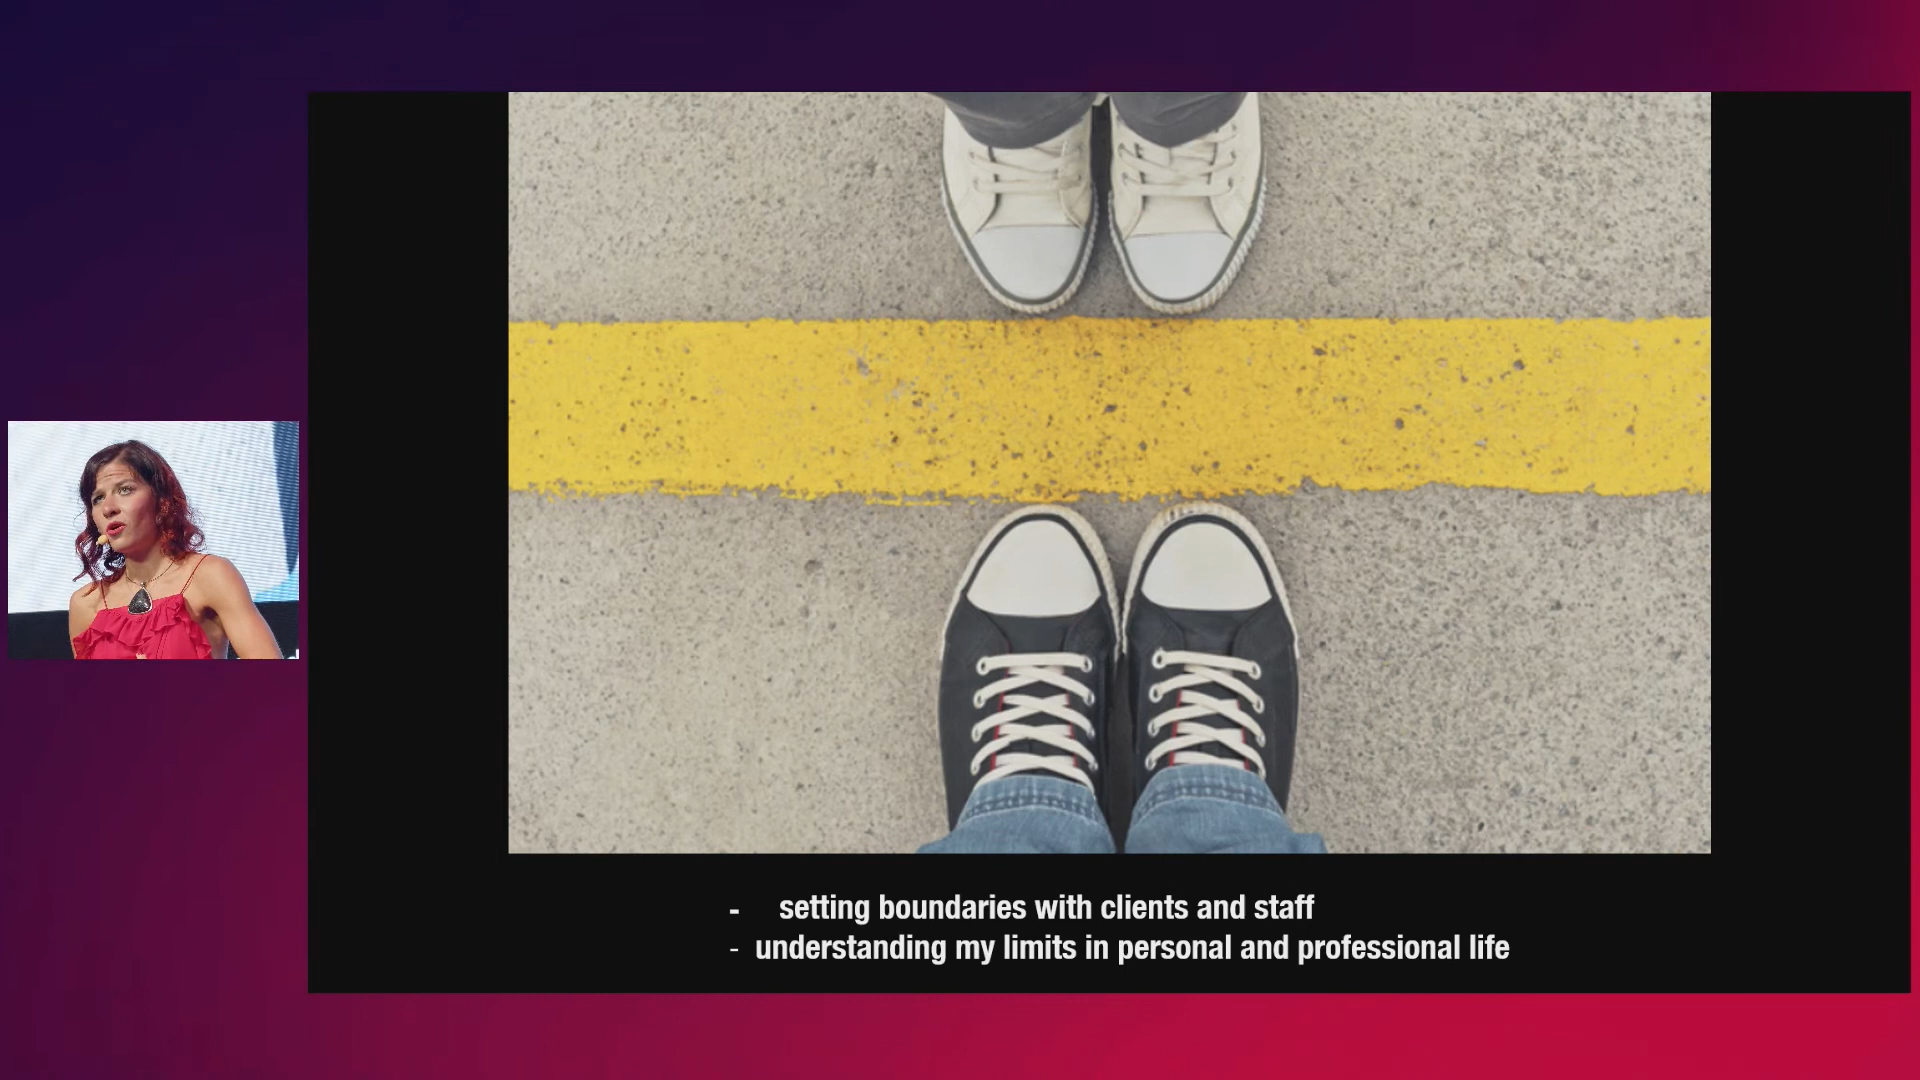 - setting boundaries with clients and staff
- understanding my limits in personal and professional life